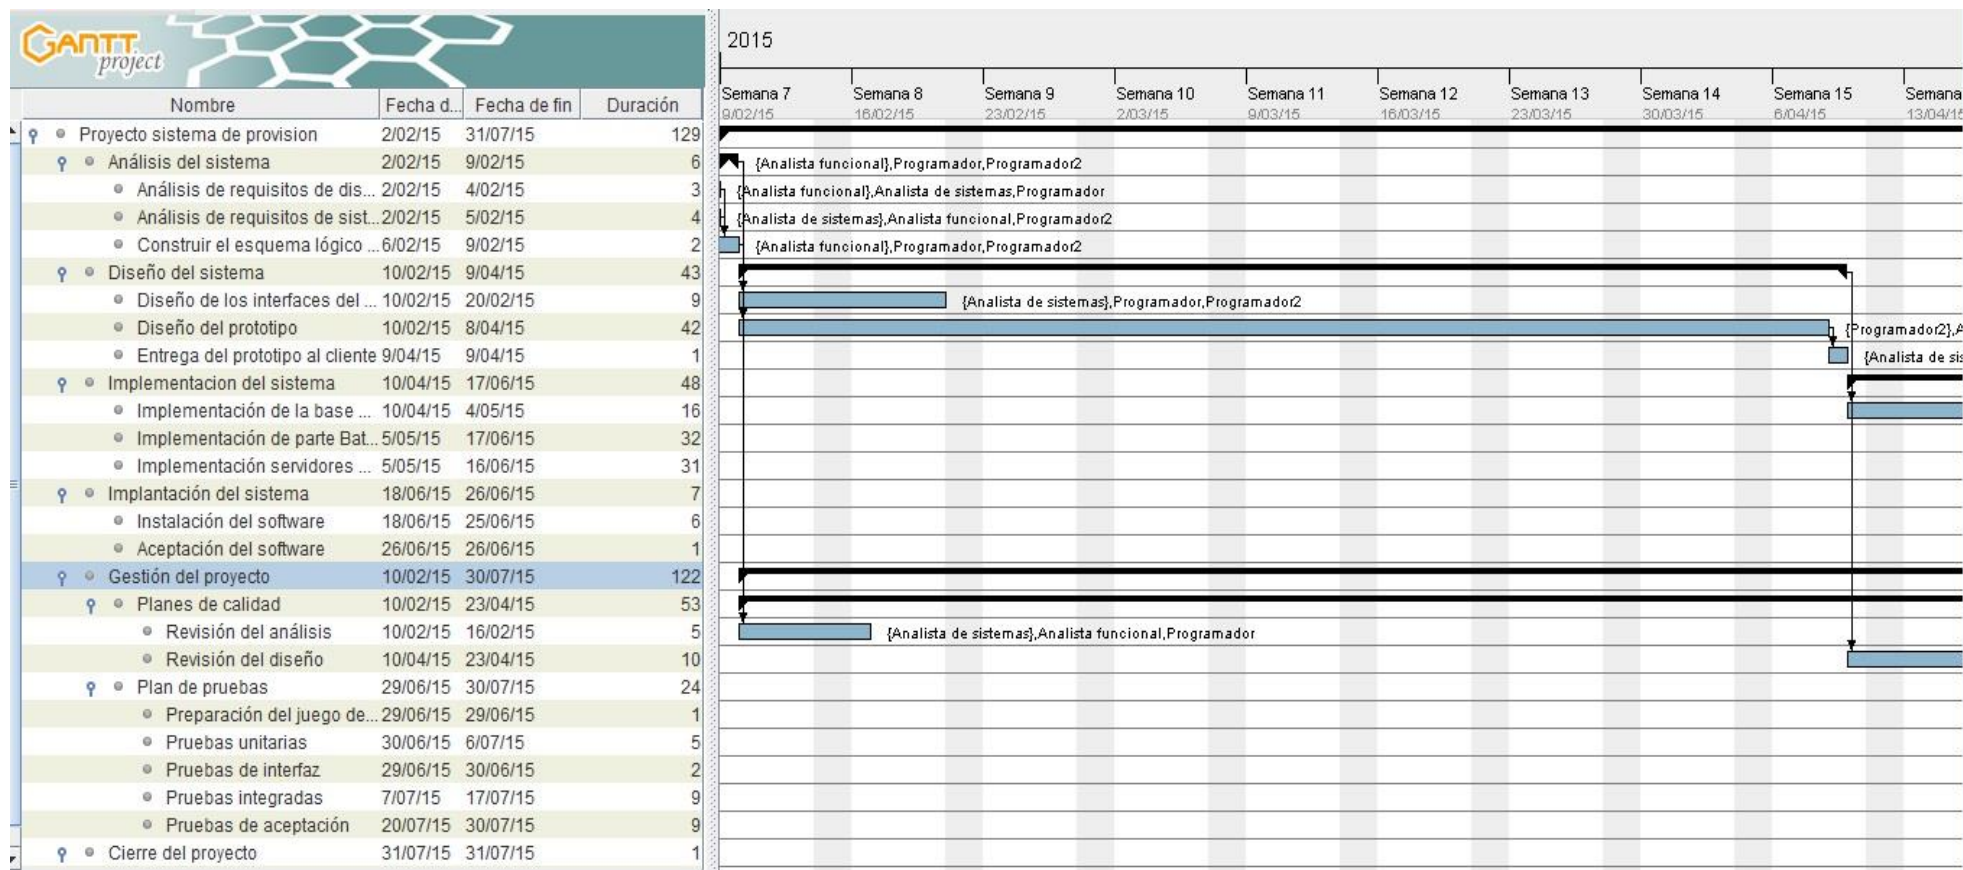 GANTT
project
2015
Semana 7 Semana 8 Semana 9 Semana 10 Semana 11 Semana 12 Semana 13 Semana 14 Semana 15 Semana
9/02/15 16/02/15 23/02/15 2/03/15 9/03/15 16/03/15 23/03/15 30/03/15 6/04/15 13/04/15
Nombre Fecha d... Fecha de fin Duración
Proyecto sistema de provision 2/02/15 31/07/15 129
Análisis del sistema 2/02/15 9/02/15 6 {Analista funcional},Programador,Programador2
Análisis de requisitos de dis... 2/02/15 4/02/15 3 {Analista funcional},Analista de sistemas,Programador
Análisis de requisitos de sist... 2/02/15 5/02/15 4 {Analista de sistemas},Analista funcional,Programador2
Construir el esquema lógico ... 6/02/15 9/02/15 2 {Analista funcional},Programador,Programador2
Diseño del sistema 10/02/15 9/04/15 43
Diseño de los interfaces del ... 10/02/15 20/02/15 9 {Analista de sistemas},Programador,Programador2
Diseño del prototipo 10/02/15 8/04/15 42 {Programador2},A
Entrega del prototipo al cliente 9/04/15 9/04/15 1 {Analista de sis
Implementacion del sistema 10/04/15 17/06/15 48
Implementación de la base ... 10/04/15 4/05/15 16
Implementación de parte Bat... 5/05/15 17/06/15 32
Implementación servidores ... 5/05/15 16/06/15 31
Implantación del sistema 18/06/15 26/06/15 7
Instalación del software 18/06/15 25/06/15 6
Aceptación del software 26/06/15 26/06/15 1
Gestión del proyecto 10/02/15 30/07/15 122
Planes de calidad 10/02/15 23/04/15 53
Revisión del análisis 10/02/15 16/02/15 5 {Analista de sistemas},Analista funcional,Programador
Revisión del diseño 10/04/15 23/04/15 10
Plan de pruebas 29/06/15 30/07/15 24
Preparación del juego de... 29/06/15 29/06/15 1
Pruebas unitarias 30/06/15 6/07/15 5
Pruebas de interfaz 29/06/15 30/06/15 2
Pruebas integradas 7/07/15 17/07/15 9
Pruebas de aceptación 20/07/15 30/07/15 9
Cierre del proyecto 31/07/15 31/07/15 1